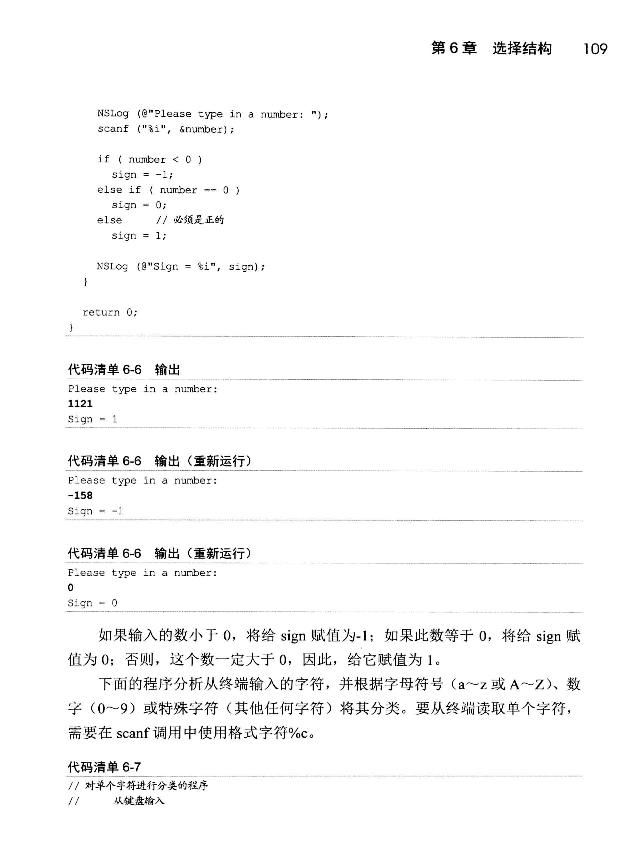 第 6 章 选择结构 109
NSLog (@"Please type in a number: ");
scanf ("%i", &number);
if ( number < 0 )
sign = -1;
else if ( number == 0 )
sign = 0;
else // 必须是正的
sign = 1;
NSLog (@"Sign = %i", sign);
}
return 0;
}
代码清单 6-6 输出
Please type in a number:
1121
Sign = 1
代码清单 6-6 输出（重新运行）
Please type in a number:
-158
Sign = -1
代码清单 6-6 输出（重新运行）
Please type in a number:
0
Sign = 0
如果输入的数小于 0，将给 sign 赋值为-1；如果此数等于 0，将给 sign 赋
值为 0；否则，这个数一定大于 0，因此，给它赋值为 1。
下面的程序分析从终端输入的字符，并根据字母符号（a～z 或 A～Z）、数
字（0～9）或特殊字符（其他任何字符）将其分类。要从终端读取单个字符，
需要在 scanf 调用中使用格式字符%c。
代码清单 6-7
// 对单个字符进行分类的程序
// 从键盘输入